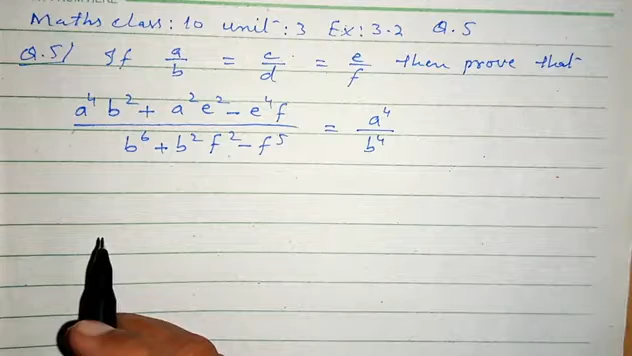 Maths class: 10 unit: 3 Ex: 3.2 Q.5
Q.5) If a/b = c/d = e/f then prove that
(a⁴b² + a²e² - e⁴f)/(b⁶ + b²f² - f⁵) = a⁴/b⁴